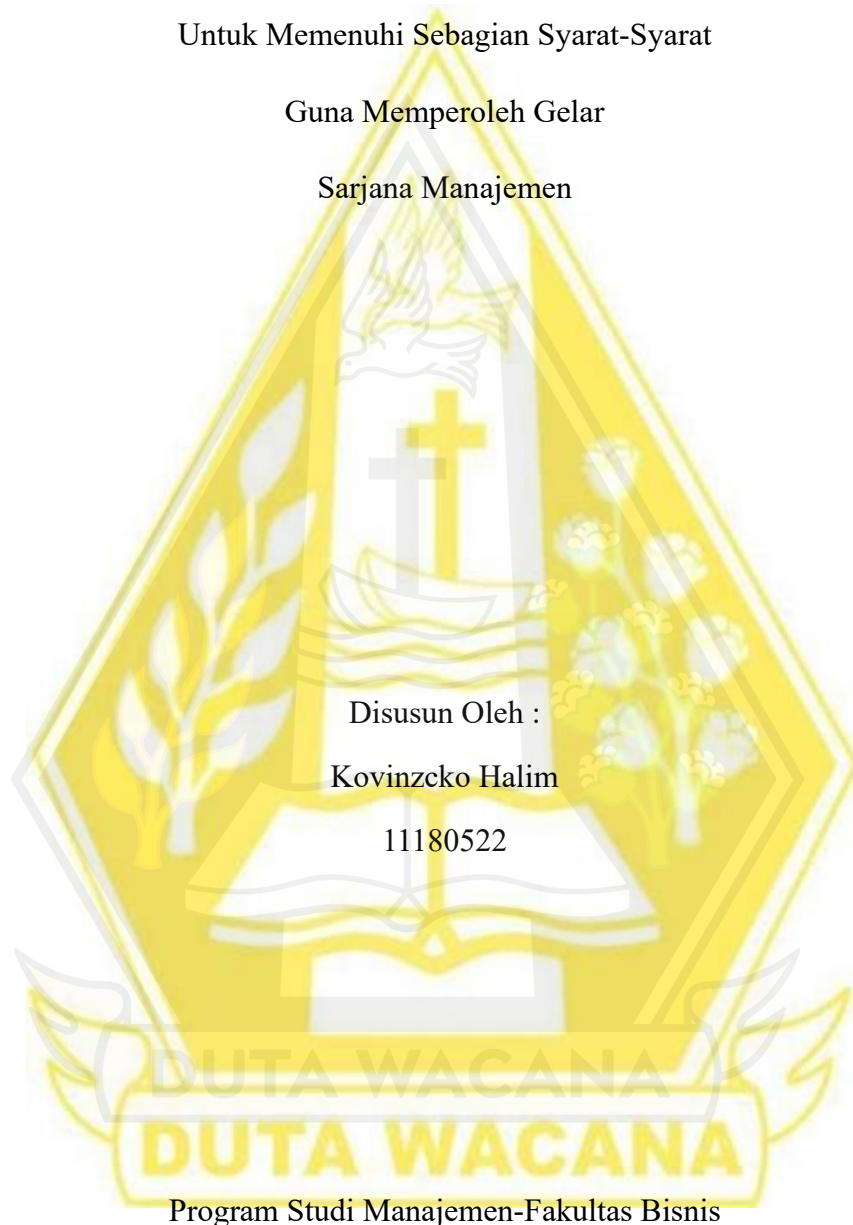 Untuk Memenuhi Sebagian Syarat-Syarat
Guna Memperoleh Gelar
Sarjana Manajemen
Disusun Oleh :
Kovinzcko Halim
11180522
DUTA WACANA
DUTA WACANA
Program Studi Manajemen-Fakultas Bisnis